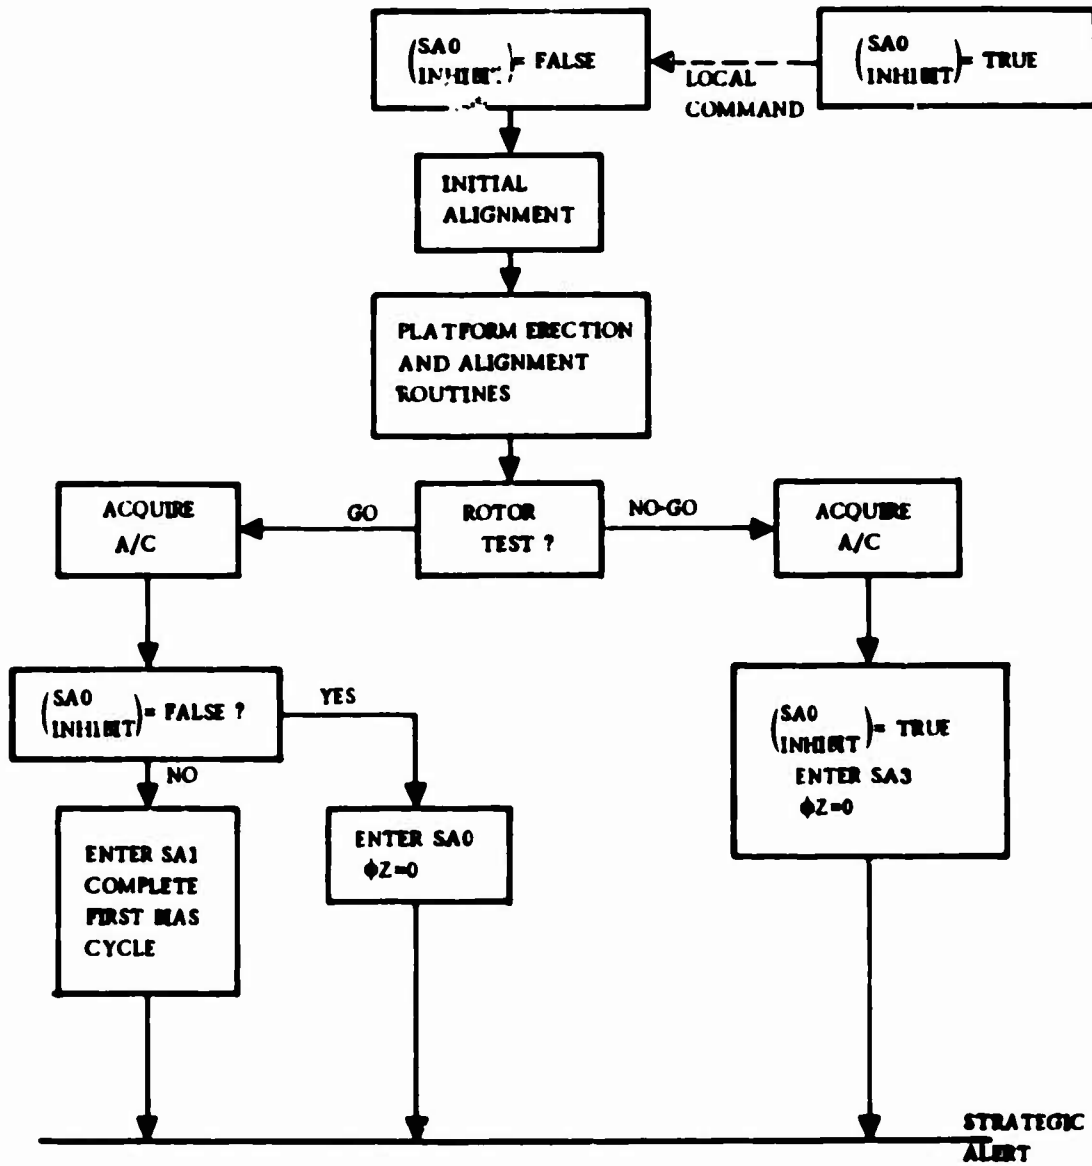 (SA0
INHIBIT) = FALSE
LOCAL
COMMAND
(SA0
INHIBIT) = TRUE
INITIAL
ALIGNMENT
PLATFORM ERECTION
AND ALIGNMENT
ROUTINES
ACQUIRE
A/C
GO
ROTOR
TEST ?
NO-GO
ACQUIRE
A/C
(SA0
INHIBIT) = FALSE ?
YES
NO
(SA0
INHIBIT) = TRUE
ENTER SA3
ϕZ=0
ENTER SA1
COMPLETE
FIRST BIAS
CYCLE
ENTER SA0
ϕZ=0
STRATEGIC
ALERT